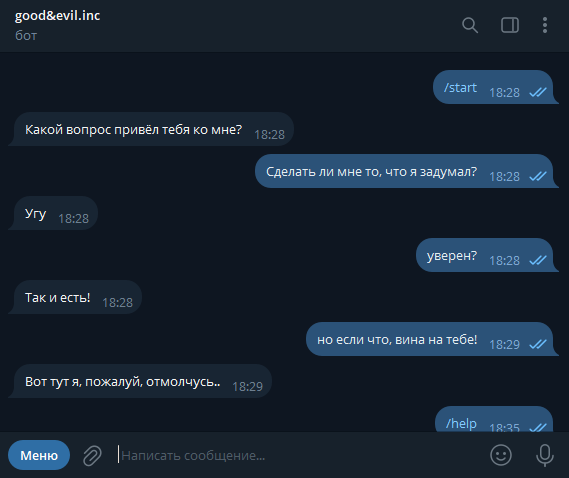 good&evil.inc
бот
/start 18:28
Какой вопрос привёл тебя ко мне? 18:28
Сделать ли мне то, что я задумал? 18:28
Угу 18:28
уверен? 18:28
Так и есть! 18:28
но если что, вина на тебе! 18:29
Вот тут я, пожалуй, отмолчусь.. 18:29
/help 18:35
Меню Написать сообщение...